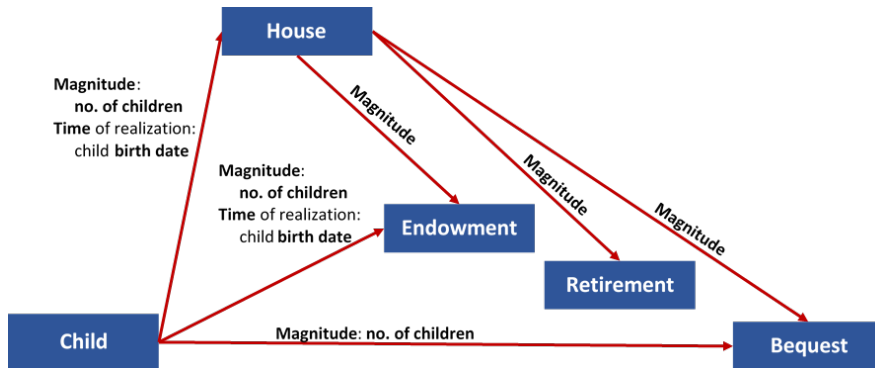 House
Magnitude:
no. of children
Time of realization:
child birth date
Magnitude
Magnitude
Magnitude
Magnitude:
no. of children
Time of realization:
child birth date
Endowment
Retirement
Child
Magnitude: no. of children
Bequest